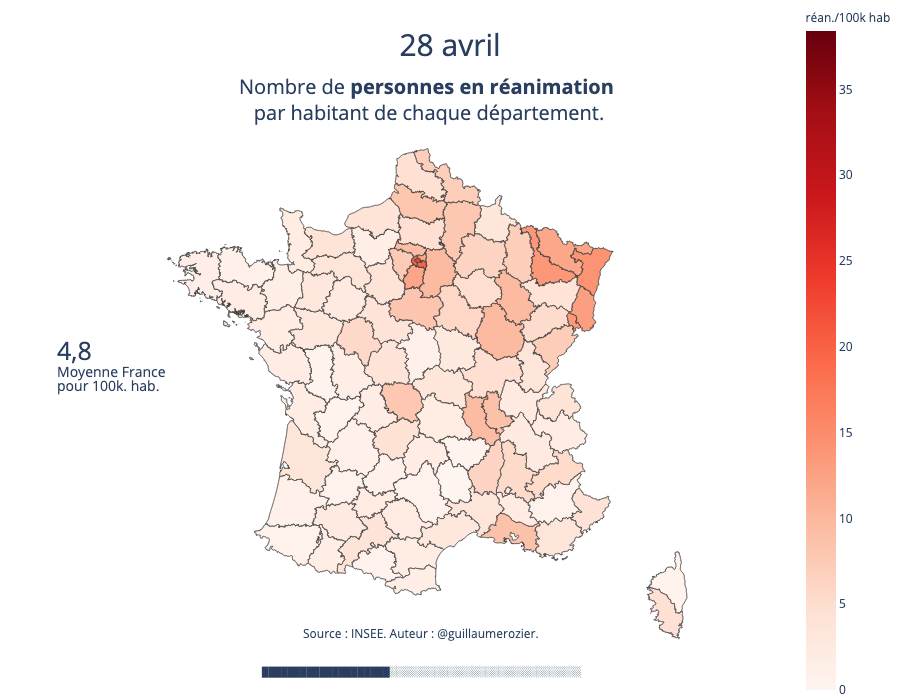 réan./100k hab
28 avril
Nombre de personnes en réanimation
par habitant de chaque département.
35
30
25
20
15
10
5
0
4,8
Moyenne France
pour 100k. hab.
Source : INSEE. Auteur : @guillaumerozier.